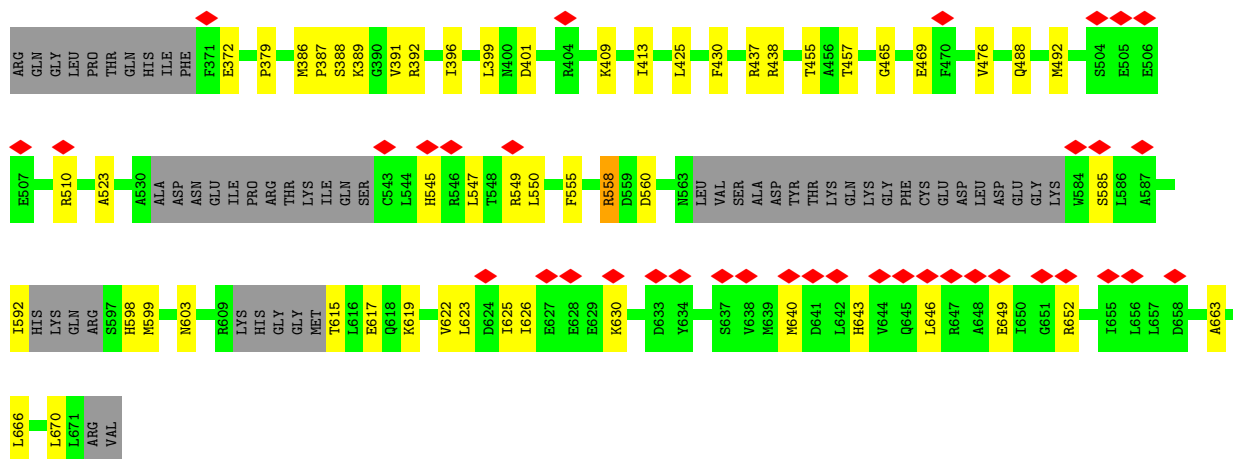 ARG GLN GLY LEU PRO THR GLN HIS ILE PHE F371 E372 P379 M386 P387 S388 K389 G390 V391 R392 I396 L399 N400 D401 R404 K409 I413 L425 F430 R437 R438 T455 A456 T457 G465 E469 F470 V476 Q488 M492 S504 E505 E506
E507 R510 A523 A530 ALA ASP ASN GLU ILE PRO ARG THR LYS ILE GLN SER C543 L544 H545 R546 L547 T548 R549 L550 F555 R558 D559 D560 N563 LEU VAL SER ALA ASP TYR THR LYS GLN LYS GLY PHE CYS GLU ASP LEU ASP GLU GLY LYS W584 S585 L586 A587
I592 HIS LYS GLN ARG S597 H598 M599 N603 R609 LYS HIS GLY GLY MET T615 L616 E617 Q618 K619 V622 L623 D624 I625 I626 E627 E628 E629 K630 D633 Y634 S637 V638 M639 M640 D641 L642 H643 V644 Q645 L646 R647 A648 E649 I650 G651 R652 I655 L656 L657 D658 A663
L666 L670 L671 ARG VAL